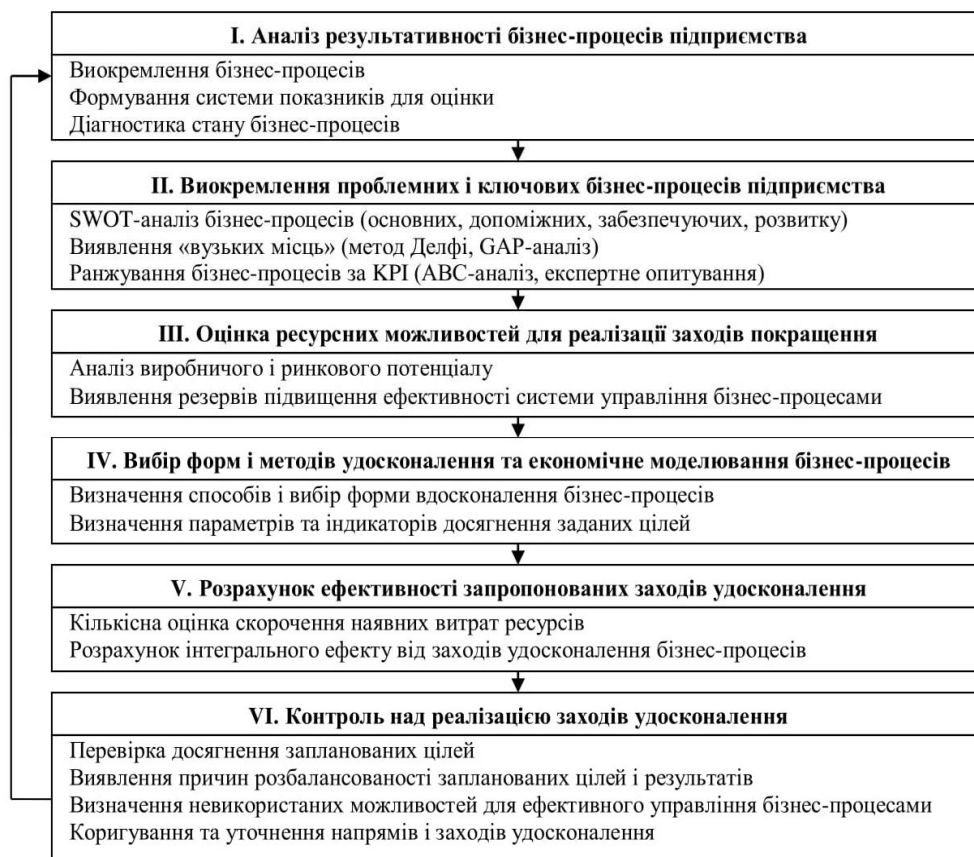 I. Аналіз результативності бізнес-процесів підприємства
Виокремлення бізнес-процесів
Формування системи показників для оцінки
Діагностика стану бізнес-процесів
II. Виокремлення проблемних і ключових бізнес-процесів підприємства
SWOT-аналіз бізнес-процесів (основних, допоміжних, забезпечуючих, розвитку)
Виявлення «вузьких місць» (метод Делфі, GAP-аналіз)
Ранжування бізнес-процесів за KPI (ABC-аналіз, експертне опитування)
III. Оцінка ресурсних можливостей для реалізації заходів покращення
Аналіз виробничого і ринкового потенціалу
Виявлення резервів підвищення ефективності системи управління бізнес-процесами
IV. Вибір форм і методів удосконалення та економічне моделювання бізнес-процесів
Визначення способів і вибір форми вдосконалення бізнес-процесів
Визначення параметрів та індикаторів досягнення заданих цілей
V. Розрахунок ефективності запропонованих заходів удосконалення
Кількісна оцінка скорочення наявних витрат ресурсів
Розрахунок інтегрального ефекту від заходів удосконалення бізнес-процесів
VI. Контроль над реалізацією заходів удосконалення
Перевірка досягнення запланованих цілей
Виявлення причин розбалансованості запланованих цілей і результатів
Визначення невикористаних можливостей для ефективного управління бізнес-процесами
Коригування та уточнення напрямів і заходів удосконалення